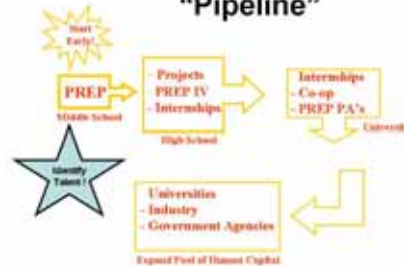 "Pipeline"
Start
Early!
PREP
Middle School
- Projects
PREP IV
- Internships
High School
Internships
- Co-op
- PREP PA's
Universit
Identify
Talent !
Universities
- Industry
- Government Agencies
Expand Pool of Human Capital